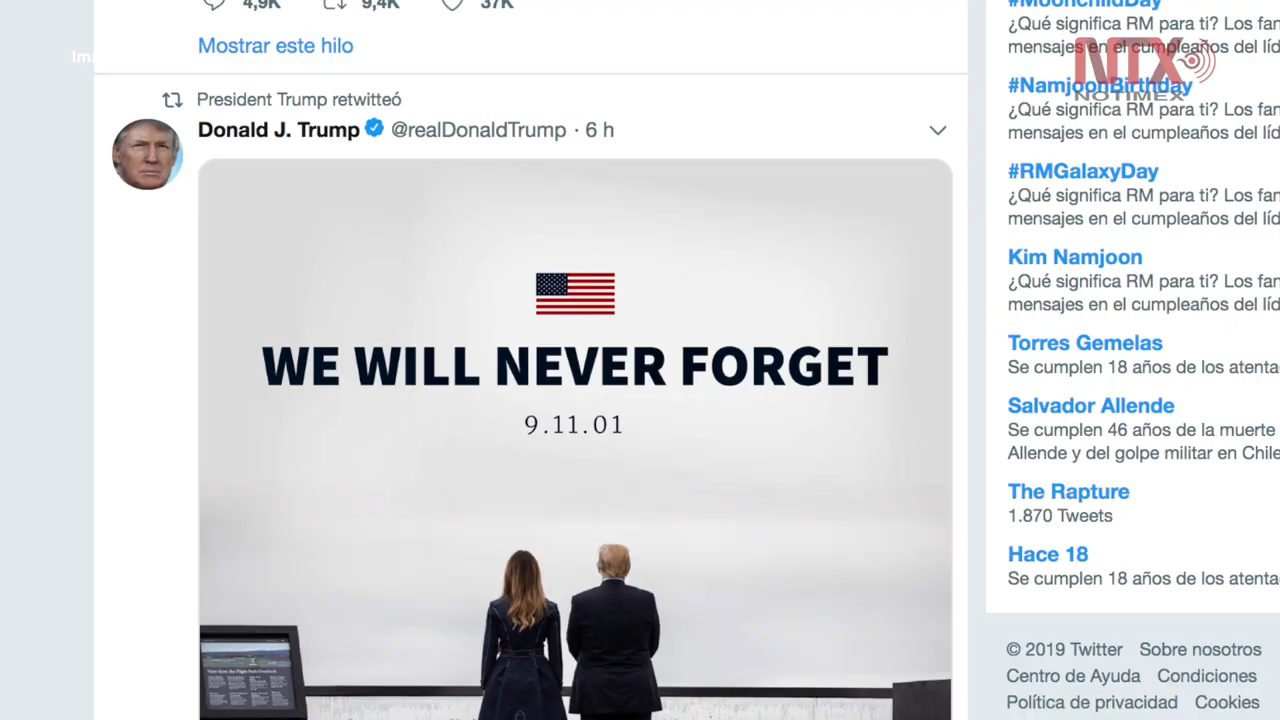 4,9K 9,4K 37K
Mostrar este hilo
President Trump retwitteó
Donald J. Trump @realDonaldTrump · 6 h
WE WILL NEVER FORGET
9.11.01
#MoonchildDay
¿Qué significa RM para ti? Los fan
mensajes en el cumpleaños del líd
NTX
NOTIMEX
#NamjoonBirthday
¿Qué significa RM para ti? Los fan
mensajes en el cumpleaños del líd
#RMGalaxyDay
¿Qué significa RM para ti? Los fan
mensajes en el cumpleaños del líd
Kim Namjoon
¿Qué significa RM para ti? Los fan
mensajes en el cumpleaños del líd
Torres Gemelas
Se cumplen 18 años de los atenta
Salvador Allende
Se cumplen 46 años de la muerte
Allende y del golpe militar en Chile
The Rapture
1.870 Tweets
Hace 18
Se cumplen 18 años de los atenta
© 2019 Twitter Sobre nosotros
Centro de Ayuda Condiciones
Política de privacidad Cookies